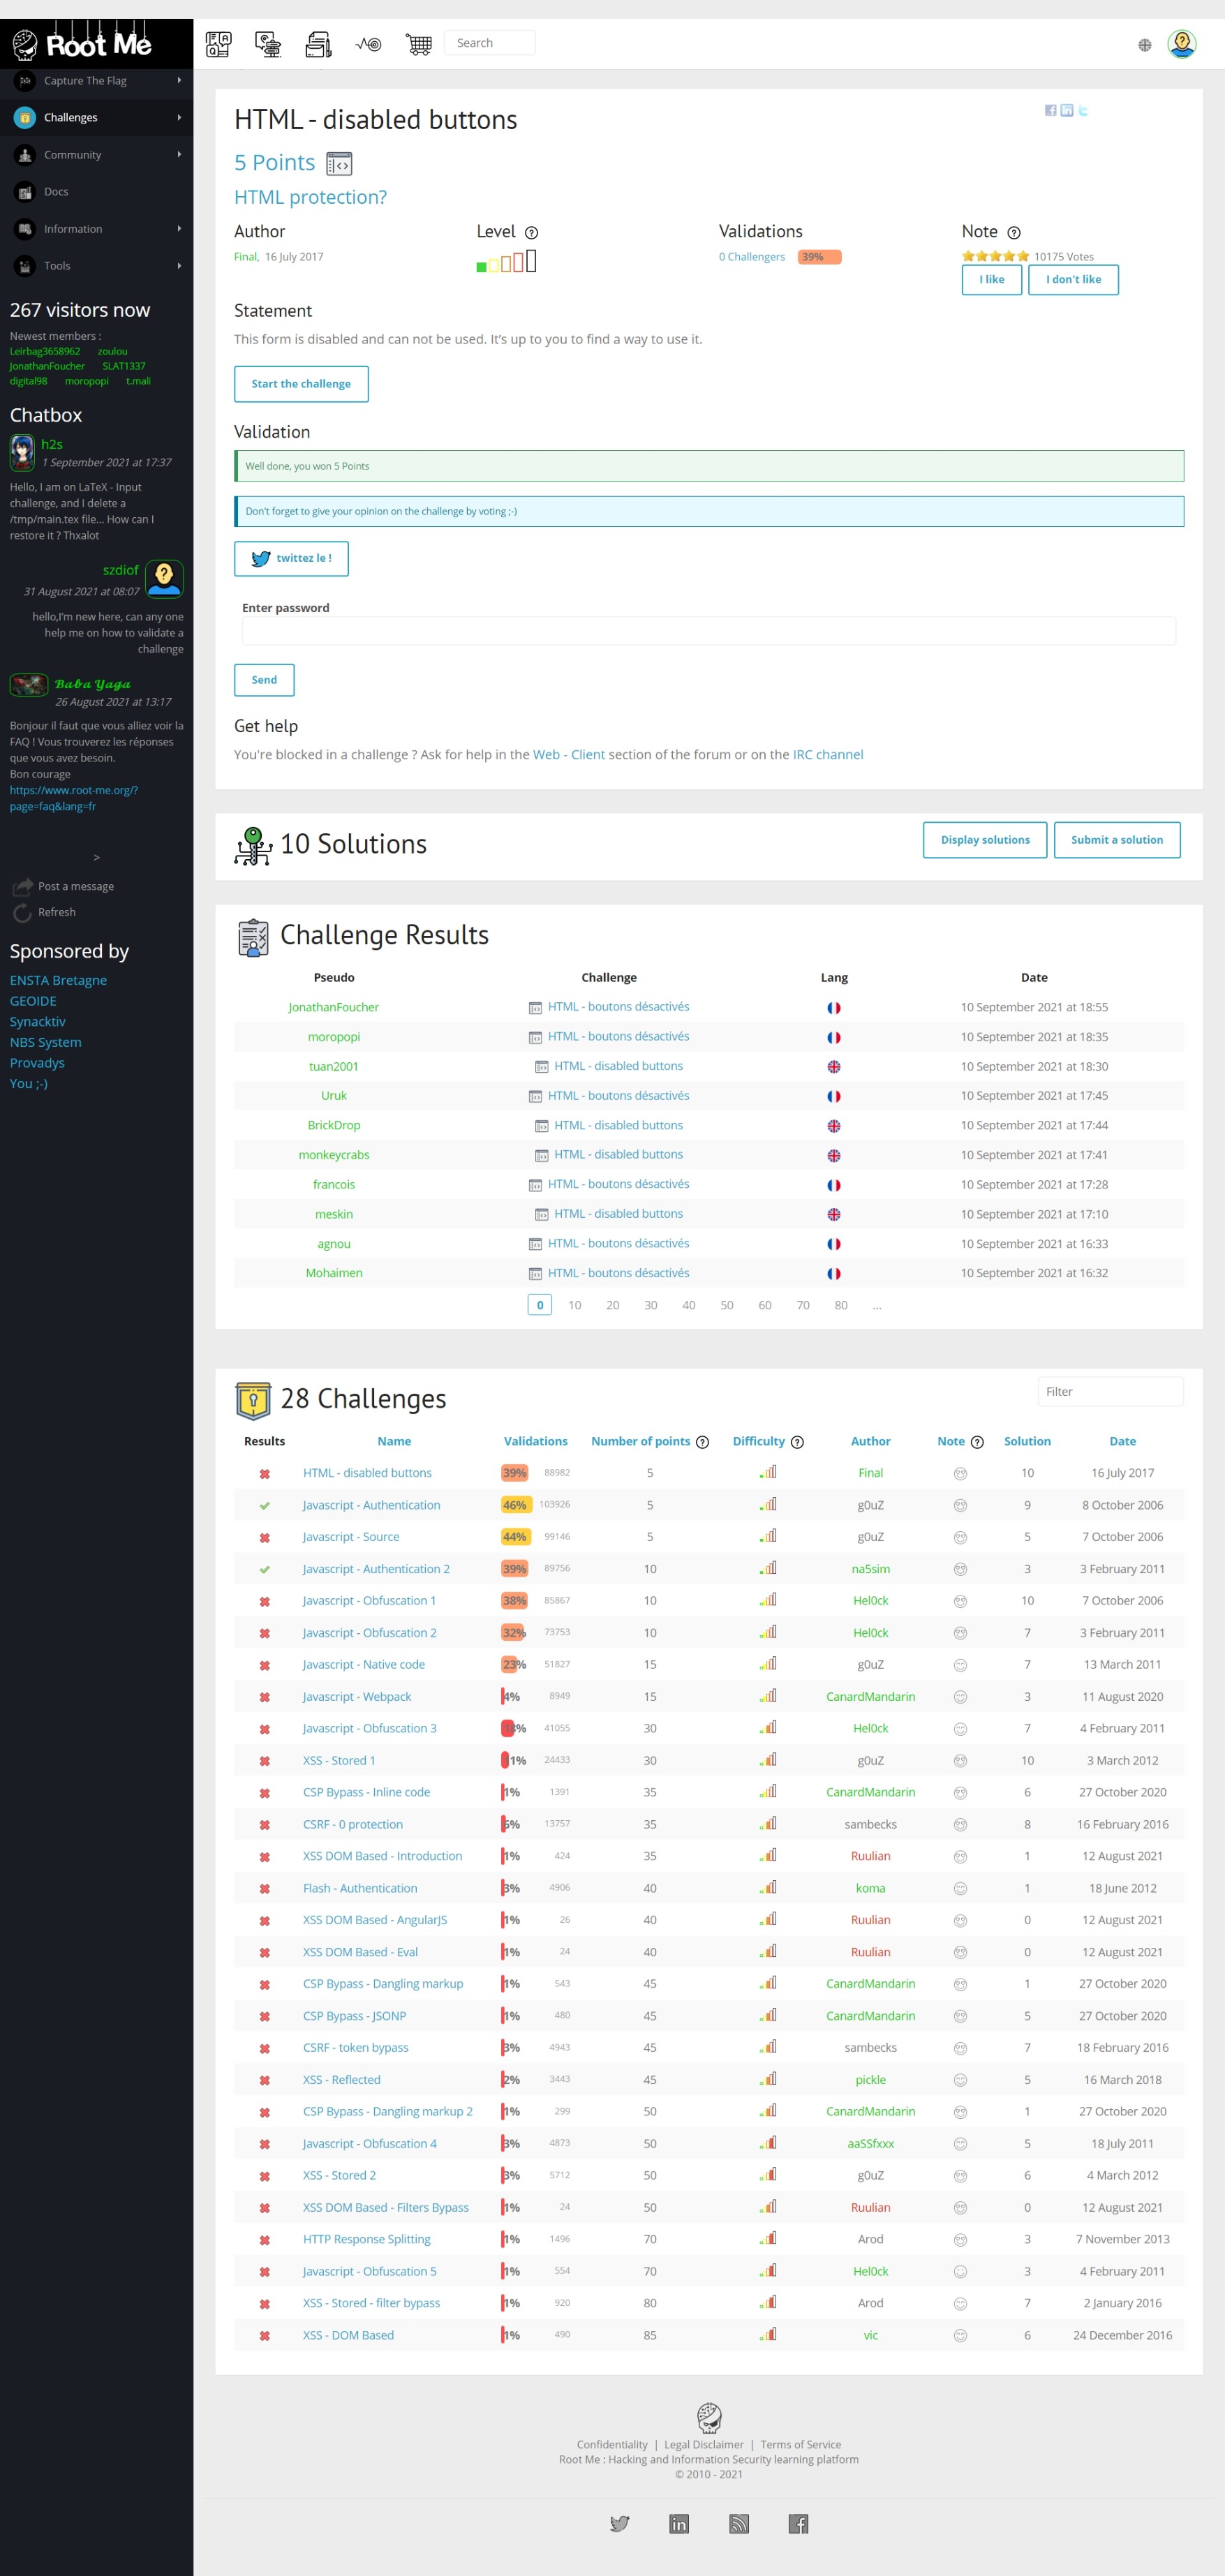 Root Me
Search
Capture The Flag
Challenges
Community
Docs
Information
Tools
267 visitors now
Newest members :
Leirbag3658962 zoulou
JonathanFoucher SLAT1337
digital98 moropopi t.mali
Chatbox
h2s
1 September 2021 at 17:37
Hello, I am on LaTeX - Input
challenge, and I delete a
/tmp/main.tex file... How can I
restore it ? Thxalot
szdiof
31 August 2021 at 08:07
hello,I'm new here, can any one
help me on how to validate a
challenge
Baba Yaga
26 August 2021 at 13:17
Bonjour il faut que vous alliez voir la
FAQ ! Vous trouverez les réponses
que vous avez besoin.
Bon courage
https://www.root-me.org/?
page=faq&lang=fr
>
Post a message
Refresh
Sponsored by
ENSTA Bretagne
GEOIDE
Synacktiv
NBS System
Provadys
You ;-)
HTML - disabled buttons
5 Points
HTML protection?
Author Level Validations Note
Final, 16 July 2017 0 Challengers 39% 10175 Votes
I like I don't like
Statement
This form is disabled and can not be used. It's up to you to find a way to use it.
Start the challenge
Validation
Well done, you won 5 Points
Don't forget to give your opinion on the challenge by voting ;-)
twittez le !
Enter password
Send
Get help
You're blocked in a challenge ? Ask for help in the Web - Client section of the forum or on the IRC channel
10 Solutions
Display solutions Submit a solution
Challenge Results
Pseudo Challenge Lang Date
JonathanFoucher HTML - boutons désactivés 10 September 2021 at 18:55
moropopi HTML - boutons désactivés 10 September 2021 at 18:35
tuan2001 HTML - disabled buttons 10 September 2021 at 18:30
Uruk HTML - boutons désactivés 10 September 2021 at 17:45
BrickDrop HTML - disabled buttons 10 September 2021 at 17:44
monkeycrabs HTML - disabled buttons 10 September 2021 at 17:41
francois HTML - boutons désactivés 10 September 2021 at 17:28
meskin HTML - disabled buttons 10 September 2021 at 17:10
agnou HTML - boutons désactivés 10 September 2021 at 16:33
Mohaimen HTML - boutons désactivés 10 September 2021 at 16:32
0 10 20 30 40 50 60 70 80 ...
28 Challenges
Filter
Results Name Validations Number of points Difficulty Author Note Solution Date
HTML - disabled buttons 39% 88982 5 Final 10 16 July 2017
Javascript - Authentication 46% 103926 5 g0uZ 9 8 October 2006
Javascript - Source 44% 99146 5 g0uZ 5 7 October 2006
Javascript - Authentication 2 39% 89756 10 na5sim 3 3 February 2011
Javascript - Obfuscation 1 38% 85867 10 Hel0ck 10 7 October 2006
Javascript - Obfuscation 2 32% 73753 10 Hel0ck 7 3 February 2011
Javascript - Native code 23% 51827 15 g0uZ 7 13 March 2011
Javascript - Webpack 4% 8949 15 CanardMandarin 3 11 August 2020
Javascript - Obfuscation 3 18% 41055 30 Hel0ck 7 4 February 2011
XSS - Stored 1 11% 24433 30 g0uZ 10 3 March 2012
CSP Bypass - Inline code 1% 1391 35 CanardMandarin 6 27 October 2020
CSRF - 0 protection 6% 13757 35 sambecks 8 16 February 2016
XSS DOM Based - Introduction 1% 424 35 Ruulian 1 12 August 2021
Flash - Authentication 3% 4906 40 koma 1 18 June 2012
XSS DOM Based - AngularJS 1% 26 40 Ruulian 0 12 August 2021
XSS DOM Based - Eval 1% 24 40 Ruulian 0 12 August 2021
CSP Bypass - Dangling markup 1% 543 45 CanardMandarin 1 27 October 2020
CSP Bypass - JSONP 1% 480 45 CanardMandarin 5 27 October 2020
CSRF - token bypass 3% 4943 45 sambecks 7 18 February 2016
XSS - Reflected 2% 3443 45 pickle 5 16 March 2018
CSP Bypass - Dangling markup 2 1% 299 50 CanardMandarin 1 27 October 2020
Javascript - Obfuscation 4 3% 4873 50 aaSSfxxx 5 18 July 2011
XSS - Stored 2 3% 5712 50 g0uZ 6 4 March 2012
XSS DOM Based - Filters Bypass 1% 24 50 Ruulian 0 12 August 2021
HTTP Response Splitting 1% 1496 70 Arod 3 7 November 2013
Javascript - Obfuscation 5 1% 554 70 Hel0ck 3 4 February 2011
XSS - Stored - filter bypass 1% 920 80 Arod 7 2 January 2016
XSS - DOM Based 1% 490 85 vic 6 24 December 2016
Confidentiality | Legal Disclaimer | Terms of Service
Root Me : Hacking and Information Security learning platform
© 2010 - 2021